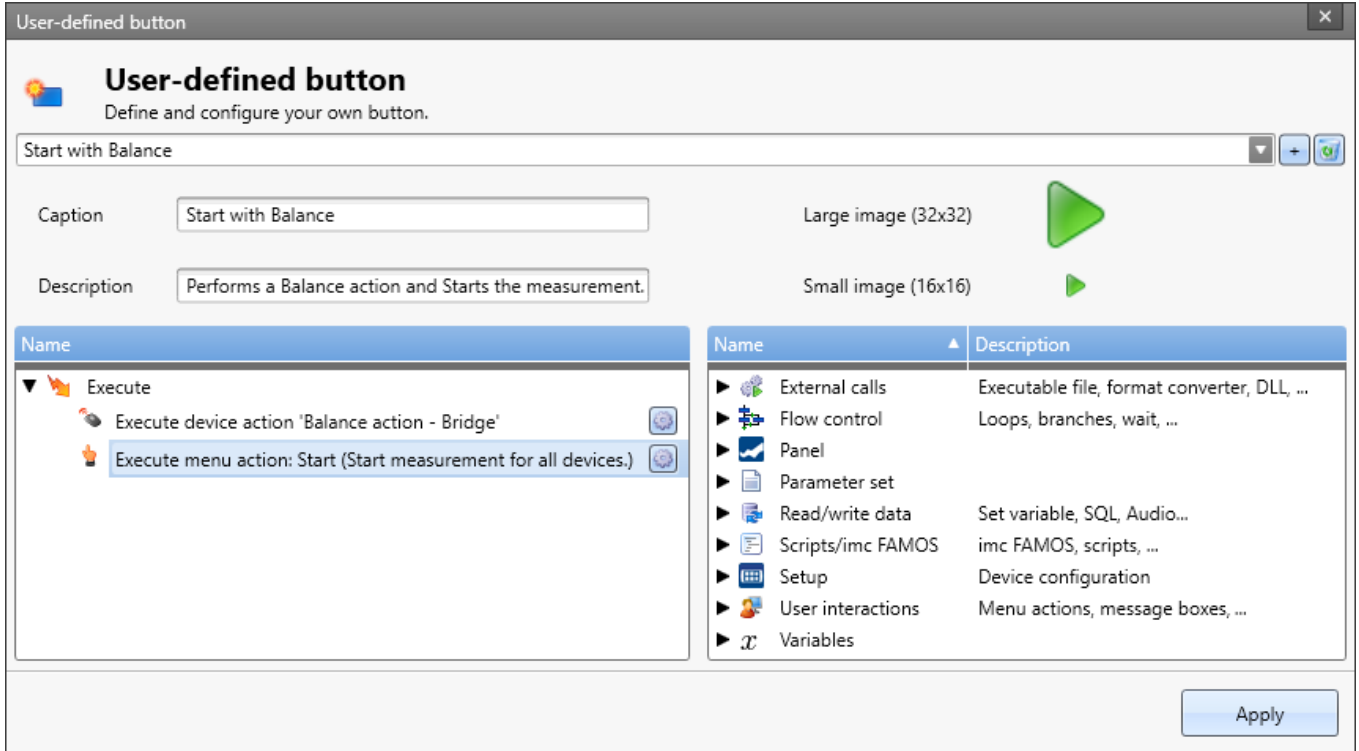 User-defined button
User-defined button
Define and configure your own button.
Start with Balance
+
Caption
Start with Balance
Large image (32x32)
Description
Performs a Balance action and Starts the measurement.
Small image (16x16)
Name
Execute
Execute device action 'Balance action - Bridge'
Execute menu action: Start (Start measurement for all devices.)
Name Description
External calls Executable file, format converter, DLL, ...
Flow control Loops, branches, wait, ...
Panel
Parameter set
Read/write data Set variable, SQL, Audio...
Scripts/imc FAMOS imc FAMOS, scripts, ...
Setup Device configuration
User interactions Menu actions, message boxes, ...
x Variables
Apply